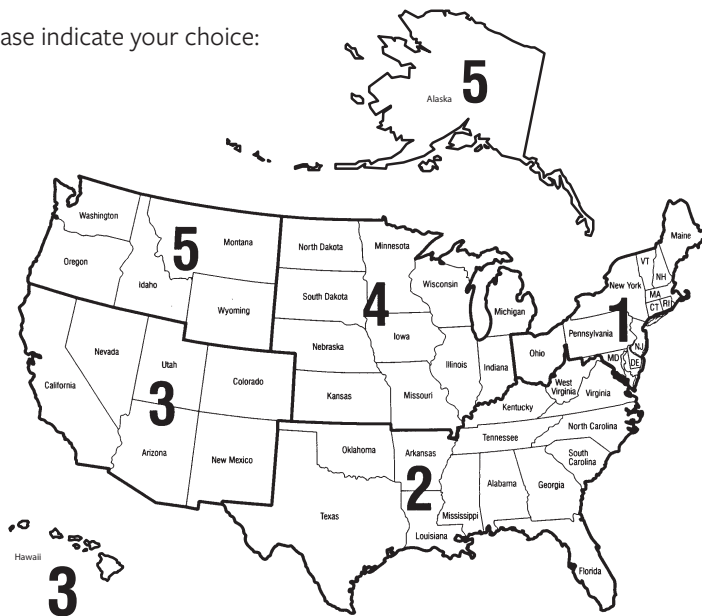 ase indicate your choice:
5
Alaska
Washington
Oregon
Idaho
5
Montana
Wyoming
North Dakota
South Dakota
Nebraska
Kansas
Minnesota
4
Iowa
Missouri
Wisconsin
Illinois
Michigan
Indiana
Ohio
Maine
VT
NH
New York
MA
CT
RI
1
Pennsylvania
NJ
MD
DE
West
Virginia
Virginia
Kentucky
North Carolina
Tennessee
South
Carolina
California
Nevada
Utah
Colorado
3
Arizona
New Mexico
Oklahoma
Texas
Arkansas
2
Louisiana
Mississippi
Alabama
Georgia
Florida
Hawaii
3